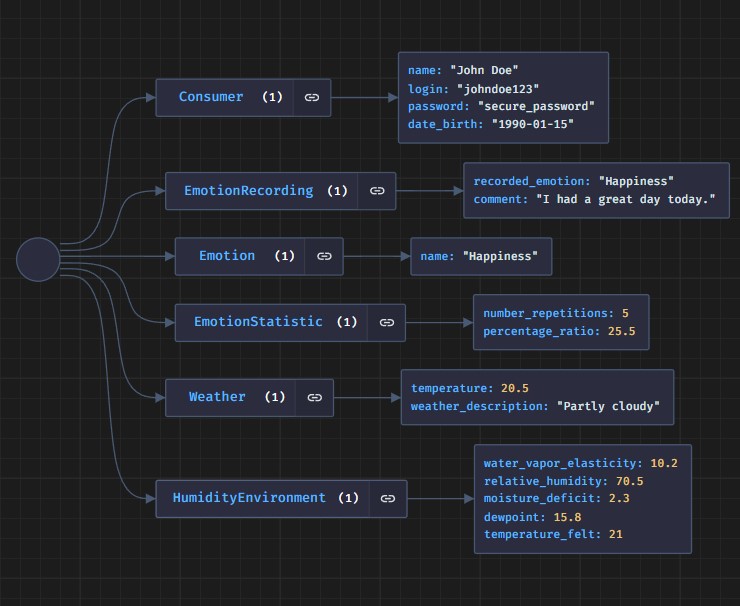 Consumer (1)
name: "John Doe"
login: "johndoe123"
password: "secure_password"
date_birth: "1990-01-15"
EmotionRecording (1)
recorded_emotion: "Happiness"
comment: "I had a great day today."
Emotion (1)
name: "Happiness"
EmotionStatistic (1)
number_repetitions: 5
percentage_ratio: 25.5
Weather (1)
temperature: 20.5
weather_description: "Partly cloudy"
HumidityEnvironment (1)
water_vapor_elasticity: 10.2
relative_humidity: 70.5
moisture_deficit: 2.3
dewpoint: 15.8
temperature_felt: 21